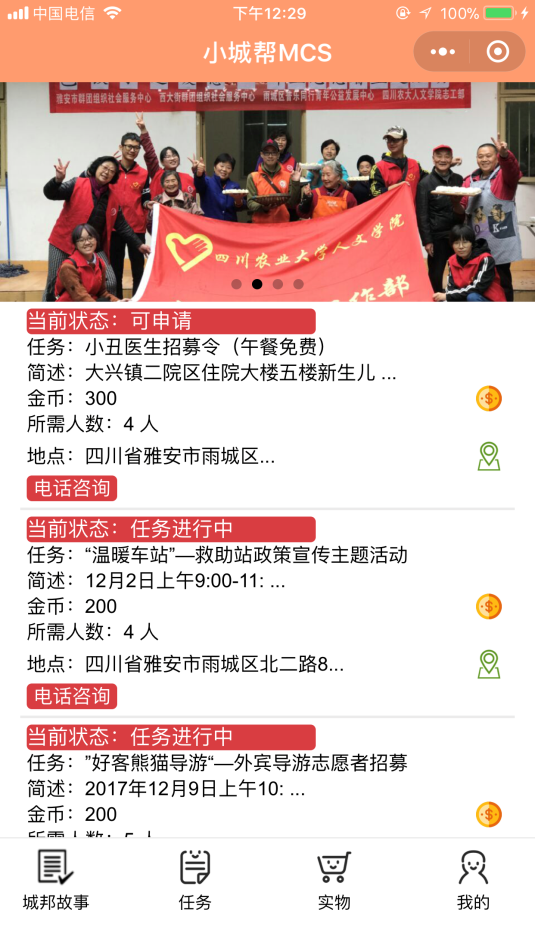 中国电信
下午12:29
100%
小城帮MCS
雅安市群团组织社会服务中心 西大街群团组织社会服务中心 雨城区音乐同行青年公益发展中心 四川农大人文学院志工部
四川农业大学人文学院
作部
当前状态：可申请
任务：小丑医生招募令（午餐免费）
简述：大兴镇二院区住院大楼五楼新生儿 ...
金币：300
所需人数：4 人
地点：四川省雅安市雨城区...
电话咨询
当前状态：任务进行中
任务：“温暖车站”—救助站政策宣传主题活动
简述：12月2日上午9:00-11: ...
金币：200
所需人数：4 人
地点：四川省雅安市雨城区北二路8...
电话咨询
当前状态：任务进行中
任务：”好客熊猫导游“—外宾导游志愿者招募
简述：2017年12月9日上午10: ...
金币：200
所需人数：5 人
城邦故事
任务
实物
我的